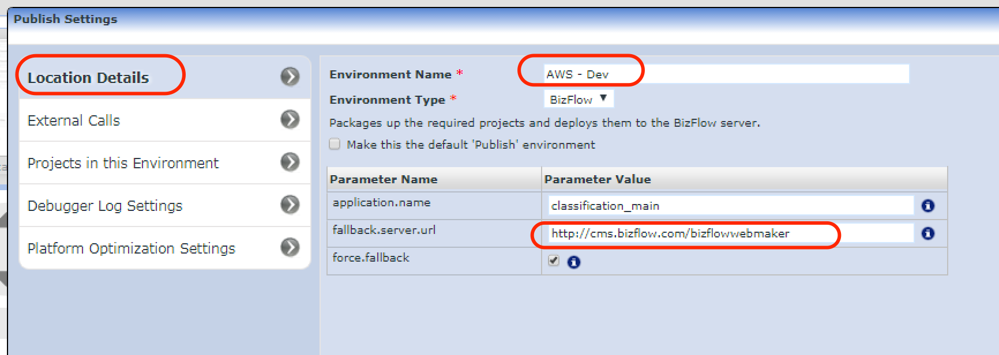 Publish Settings
Location Details
External Calls
Projects in this Environment
Debugger Log Settings
Platform Optimization Settings
Environment Name * AWS - Dev
Environment Type * BizFlow
Packages up the required projects and deploys them to the BizFlow server.
Make this the default 'Publish' environment
Parameter Name Parameter Value
application.name classification_main
fallback.server.url http://cms.bizflow.com/bizflowwebmaker
force.fallback